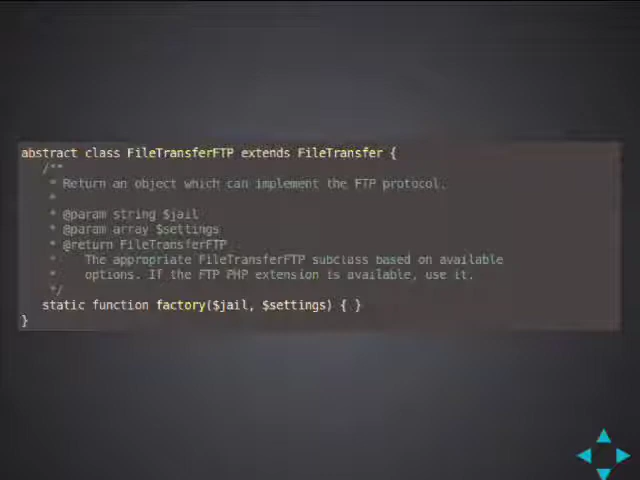 abstract class FileTransferFTP extends FileTransfer {
/**
* Return an object which can implement the FTP protocol.
*
* @param string $jail
* @param array $settings
* @return FileTransferFTP
* The appropriate FileTransferFTP subclass based on available
* options. If the FTP PHP extension is available, use it.
*/
static function factory($jail, $settings) { }
}